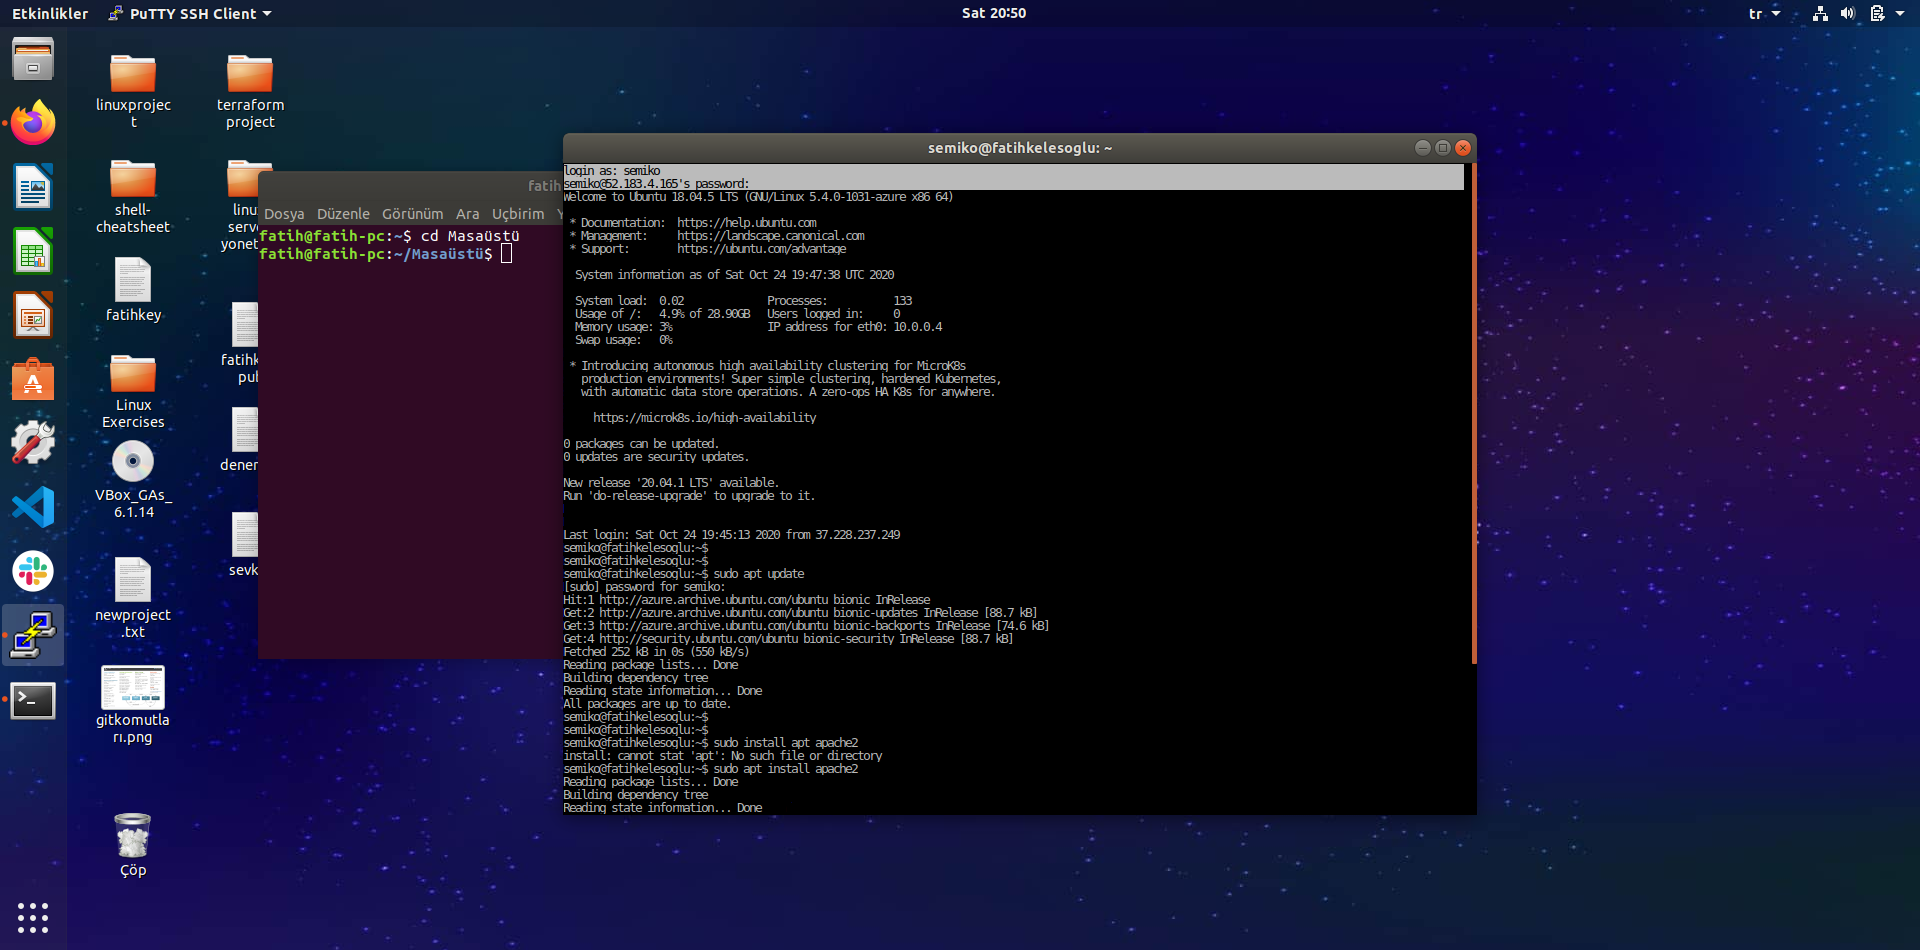 Etkinlikler
PuTTY SSH Client
Sat 20:50
tr
linuxprojec
t
terraform
project
shell-
cheatsheet
linu
serv
yonet
fatihkey
fatihk
pub
Linux
Exercises
dener
VBox_GAs_
6.1.14
sevk
newproject
.txt
gitkomutla
rı.png
Çöp
fatih
Dosya Düzenle Görünüm Ara Uçbirim Y
fatih@fatih-pc:~$ cd Masaüstü
fatih@fatih-pc:~/Masaüstü$
semiko@fatihkelesoglu: ~
login as: semiko
semiko@52.183.4.165's password:
Welcome to Ubuntu 18.04.5 LTS (GNU/Linux 5.4.0-1031-azure x86_64)
* Documentation: https://help.ubuntu.com
* Management: https://landscape.canonical.com
* Support: https://ubuntu.com/advantage
System information as of Sat Oct 24 19:47:38 UTC 2020
System load: 0.02 Processes: 133
Usage of /: 4.9% of 28.90GB Users logged in: 0
Memory usage: 3% IP address for eth0: 10.0.0.4
Swap usage: 0%
* Introducing autonomous high availability clustering for MicroK8s
production environments! Super simple clustering, hardened Kubernetes,
with automatic data store operations. A zero-ops HA K8s for anywhere.
https://microk8s.io/high-availability
0 packages can be updated.
0 updates are security updates.
New release '20.04.1 LTS' available.
Run 'do-release-upgrade' to upgrade to it.
Last login: Sat Oct 24 19:45:13 2020 from 37.228.237.249
semiko@fatihkelesoglu:~$
semiko@fatihkelesoglu:~$
semiko@fatihkelesoglu:~$ sudo apt update
[sudo] password for semiko:
Hit:1 http://azure.archive.ubuntu.com/ubuntu bionic InRelease
Get:2 http://azure.archive.ubuntu.com/ubuntu bionic-updates InRelease [88.7 kB]
Get:3 http://azure.archive.ubuntu.com/ubuntu bionic-backports InRelease [74.6 kB]
Get:4 http://security.ubuntu.com/ubuntu bionic-security InRelease [88.7 kB]
Fetched 252 kB in 0s (550 kB/s)
Reading package lists... Done
Building dependency tree
Reading state information... Done
All packages are up to date.
semiko@fatihkelesoglu:~$
semiko@fatihkelesoglu:~$
semiko@fatihkelesoglu:~$ sudo install apt apache2
install: cannot stat 'apt': No such file or directory
semiko@fatihkelesoglu:~$ sudo apt install apache2
Reading package lists... Done
Building dependency tree
Reading state information... Done